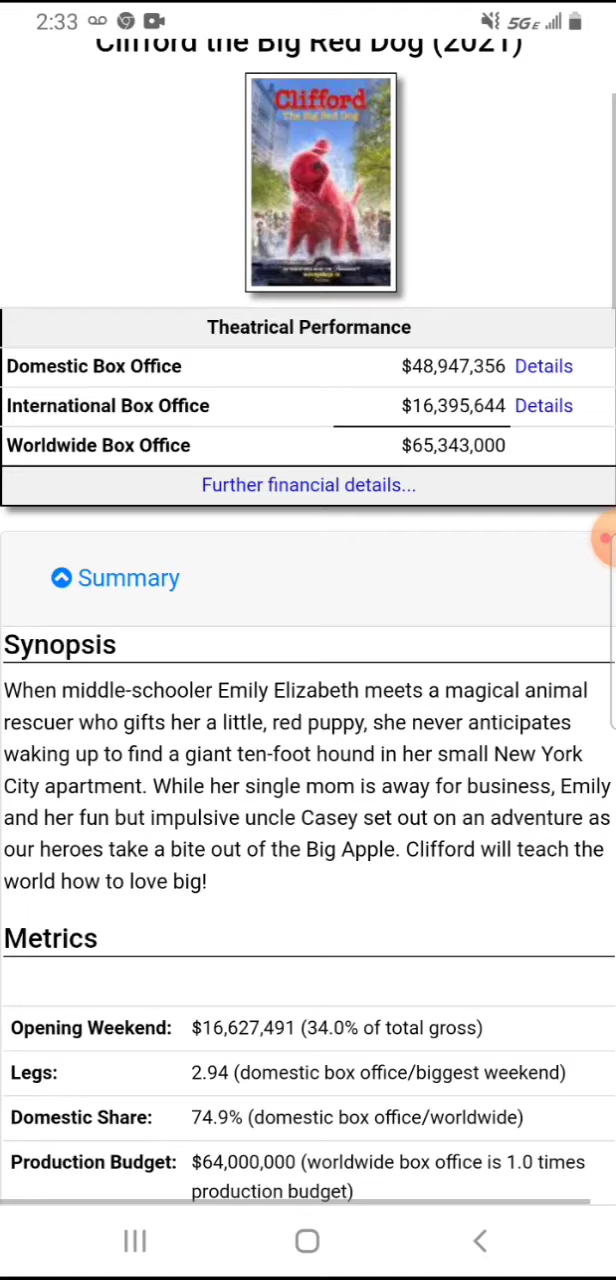 2:33
5GE
Clifford the Big Red Dog (2021)
Clifford
The Big Red Dog
Theatrical Performance
Domestic Box Office $48,947,356 Details
International Box Office $16,395,644 Details
Worldwide Box Office $65,343,000
Further financial details...
Summary
Synopsis
When middle-schooler Emily Elizabeth meets a magical animal
rescuer who gifts her a little, red puppy, she never anticipates
waking up to find a giant ten-foot hound in her small New York
City apartment. While her single mom is away for business, Emily
and her fun but impulsive uncle Casey set out on an adventure as
our heroes take a bite out of the Big Apple. Clifford will teach the
world how to love big!
Metrics
Opening Weekend: $16,627,491 (34.0% of total gross)
Legs: 2.94 (domestic box office/biggest weekend)
Domestic Share: 74.9% (domestic box office/worldwide)
Production Budget: $64,000,000 (worldwide box office is 1.0 times
production budget)